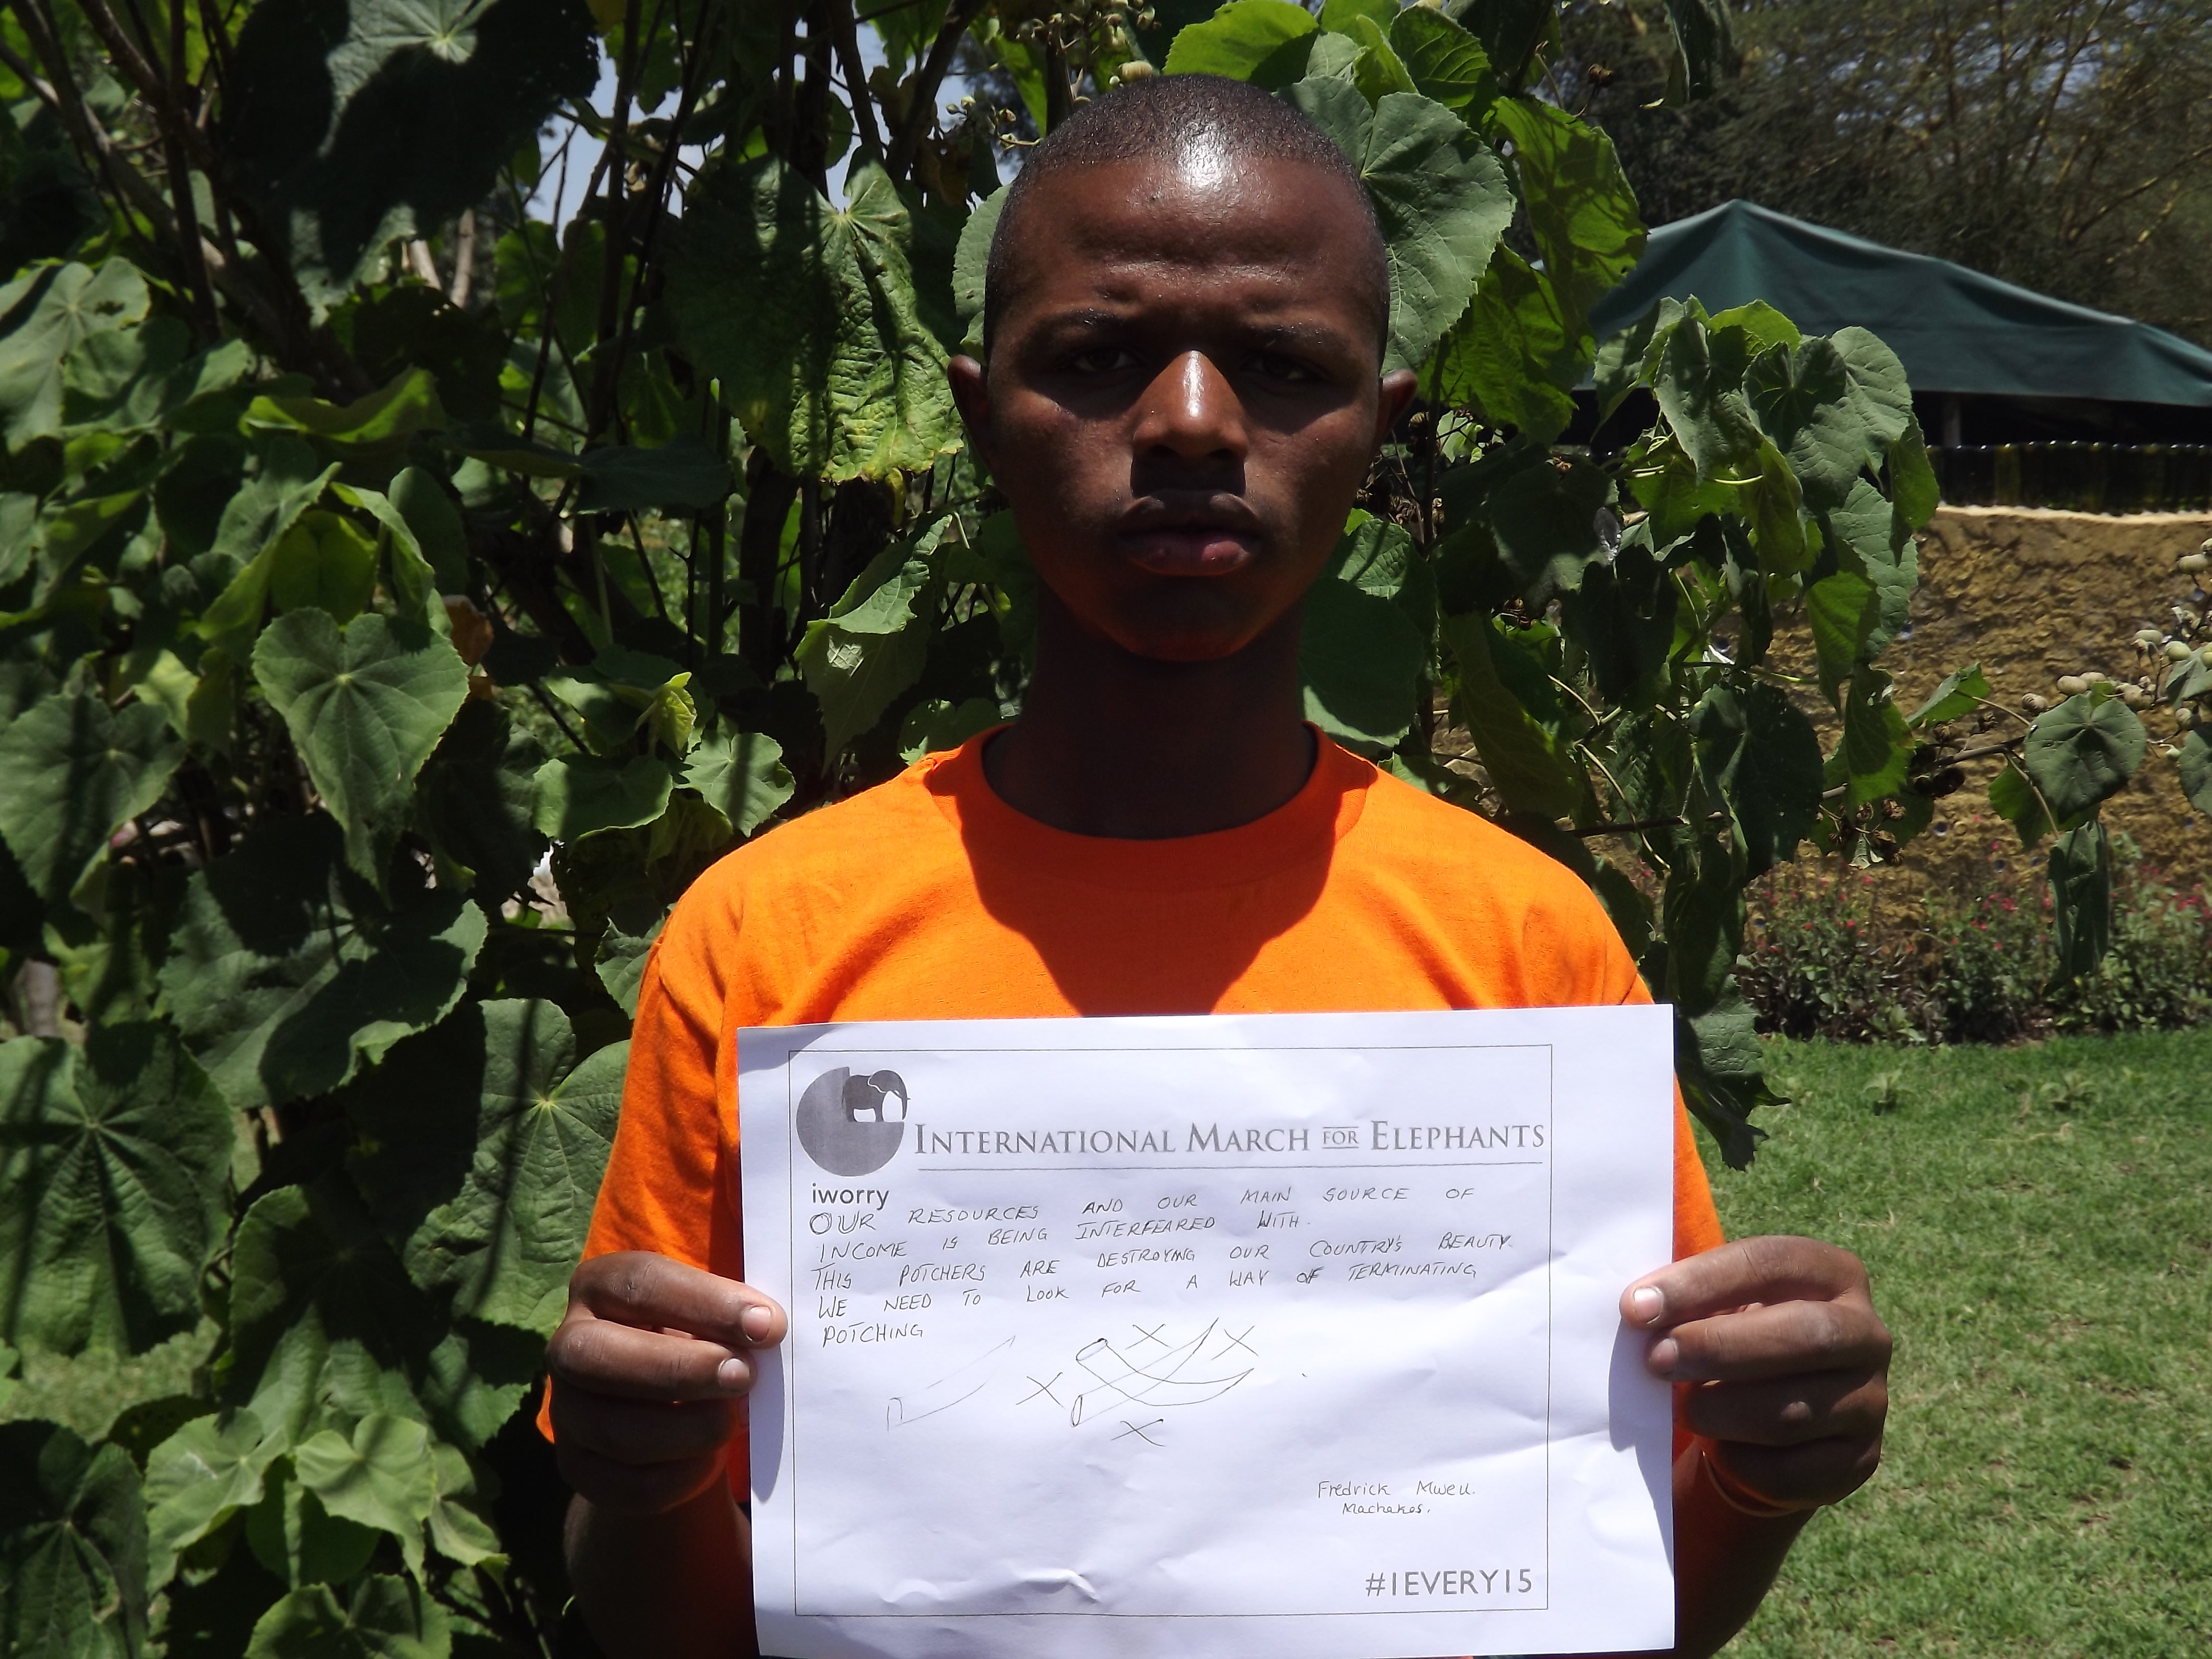 INTERNATIONAL MARCH FOR ELEPHANTS
iworry
OUR RESOURCES AND OUR MAIN SOURCE OF
INCOME IS BEING INTERFEARED WITH.
THIS POTCHERS ARE DESTROYING OUR COUNTRY'S BEAUTY.
WE NEED TO LOOK FOR A WAY OF TERMINATING
POTCHING
Fredrick Mweu.
Machakos.
#1EVERY15